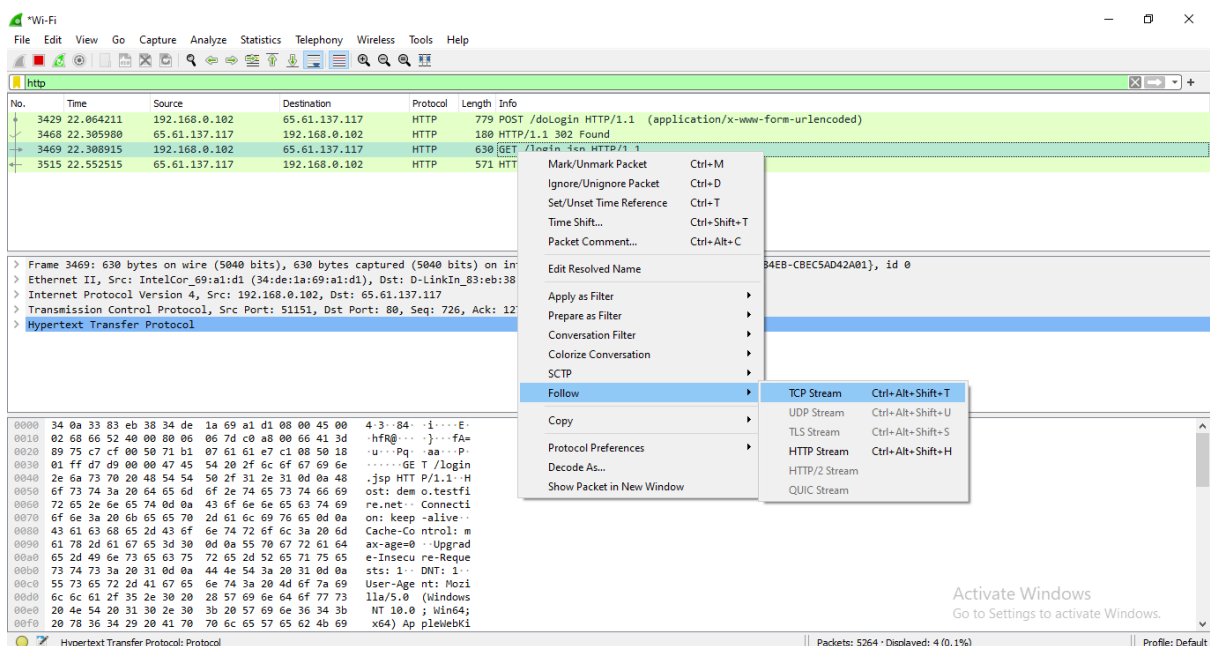 *Wi-Fi
File Edit View Go Capture Analyze Statistics Telephony Wireless Tools Help
http
No. Time Source Destination Protocol Length Info
3429 22.064211 192.168.0.102 65.61.137.117 HTTP 779 POST /doLogin HTTP/1.1 (application/x-www-form-urlencoded)
3468 22.305980 65.61.137.117 192.168.0.102 HTTP 180 HTTP/1.1 302 Found
3469 22.308915 192.168.0.102 65.61.137.117 HTTP 630 GET /login.jsp HTTP/1.1
3515 22.552515 65.61.137.117 192.168.0.102 HTTP 571 HTT
Mark/Unmark Packet Ctrl+M
Ignore/Unignore Packet Ctrl+D
Set/Unset Time Reference Ctrl+T
Time Shift... Ctrl+Shift+T
Packet Comment... Ctrl+Alt+C
Edit Resolved Name
Apply as Filter
Prepare as Filter
Conversation Filter
Colorize Conversation
SCTP
Follow
Copy
Protocol Preferences
Decode As...
Show Packet in New Window
TCP Stream Ctrl+Alt+Shift+T
UDP Stream Ctrl+Alt+Shift+U
TLS Stream Ctrl+Alt+Shift+S
HTTP Stream Ctrl+Alt+Shift+H
HTTP/2 Stream
QUIC Stream
> Frame 3469: 630 bytes on wire (5040 bits), 630 bytes captured (5040 bits) on in 84EB-CBEC5AD42A01}, id 0
> Ethernet II, Src: IntelCor_69:a1:d1 (34:de:1a:69:a1:d1), Dst: D-LinkIn_83:eb:38
> Internet Protocol Version 4, Src: 192.168.0.102, Dst: 65.61.137.117
> Transmission Control Protocol, Src Port: 51151, Dst Port: 80, Seq: 726, Ack: 12
> Hypertext Transfer Protocol
0000 34 0a 33 83 eb 38 34 de 1a 69 a1 d1 08 00 45 00 4·3··84· ·i····E·
0010 02 68 66 52 40 00 80 06 06 7d c0 a8 00 66 41 3d ·hfR@··· ·}···fA=
0020 89 75 c7 cf 00 50 71 b1 07 61 61 e7 c1 08 50 18 ·u···Pq· ·aa···P·
0030 01 ff d7 d9 00 00 47 45 54 20 2f 6c 6f 67 69 6e ······GE T /login
0040 2e 6a 73 70 20 48 54 54 50 2f 31 2e 31 0d 0a 48 .jsp HTT P/1.1··H
0050 6f 73 74 3a 20 64 65 6d 6f 2e 74 65 73 74 66 69 ost: dem o.testfi
0060 72 65 2e 6e 65 74 0d 0a 43 6f 6e 6e 65 63 74 69 re.net·· Connecti
0070 6f 6e 3a 20 6b 65 65 70 2d 61 6c 69 76 65 0d 0a on: keep -alive··
0080 43 61 63 68 65 2d 43 6f 6e 74 72 6f 6c 3a 20 6d Cache-Co ntrol: m
0090 61 78 2d 61 67 65 3d 30 0d 0a 55 70 67 72 61 64 ax-age=0 ··Upgrad
00a0 65 2d 49 6e 73 65 63 75 72 65 2d 52 65 71 75 65 e-Insecu re-Reque
00b0 73 74 73 3a 20 31 0d 0a 44 4e 54 3a 20 31 0d 0a sts: 1·· DNT: 1··
00c0 55 73 65 72 2d 41 67 65 6e 74 3a 20 4d 6f 7a 69 User-Age nt: Mozi
00d0 6c 6c 61 2f 35 2e 30 20 28 57 69 6e 64 6f 77 73 lla/5.0 (Windows
00e0 20 4e 54 20 31 30 2e 30 3b 20 57 69 6e 36 34 3b NT 10.0 ; Win64;
00f0 20 78 36 34 29 20 41 70 70 6c 65 57 65 62 4b 69 x64) Ap pleWebKi
Activate Windows
Go to Settings to activate Windows.
Hypertext Transfer Protocol: Protocol Packets: 5264 · Displayed: 4 (0.1%) Profile: Default